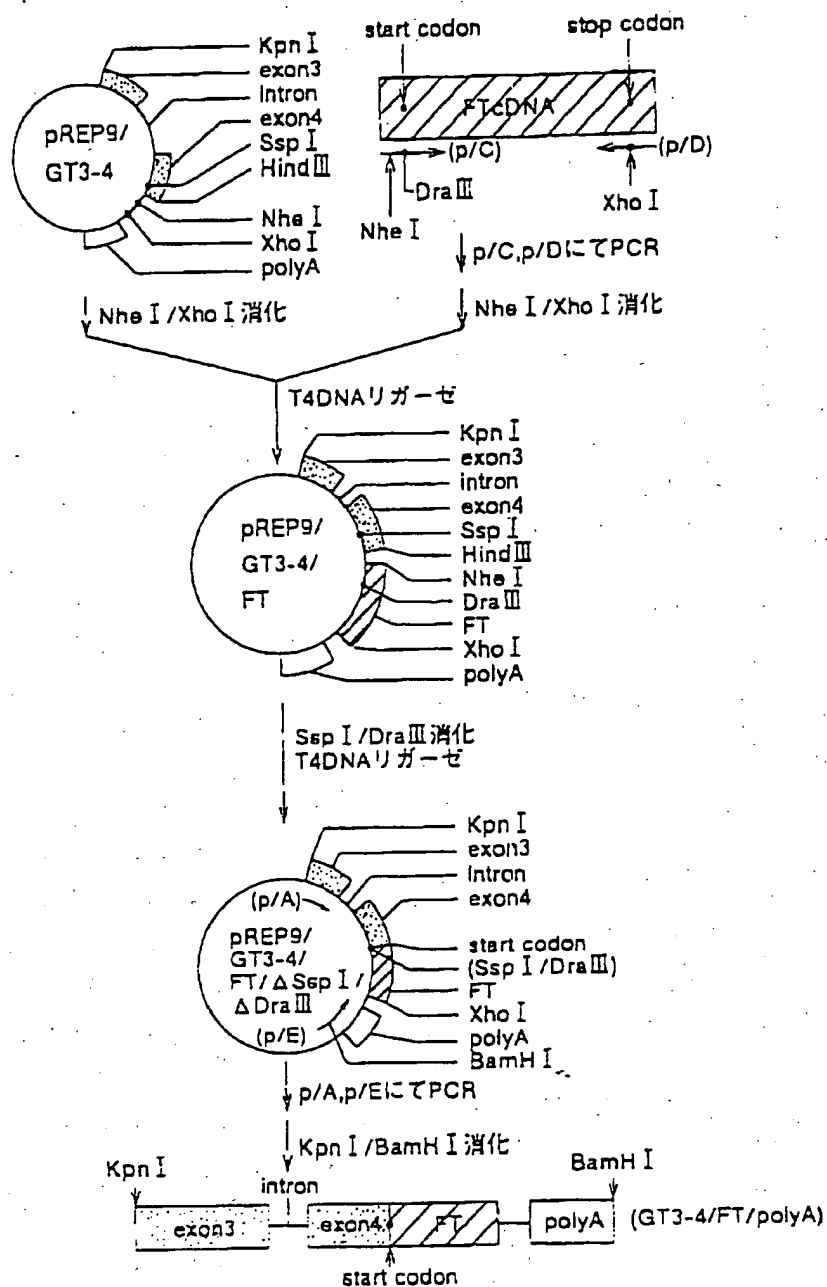 Kpn I
exon3
Intron
exon4
Ssp I
Hind III
Nhe I
Xho I
polyA
pREP9/
GT3-4
start codon
stop codon
FTcDNA
(p/C)
(p/D)
Dra III
Nhe I
Xho I
p/C,p/DにてPCR
Nhe I/Xho I 消化
Nhe I/Xho I 消化
T4DNAリガーゼ
Kpn I
exon3
intron
exon4
Ssp I
Hind III
Nhe I
Dra III
FT
Xho I
polyA
pREP9/
GT3-4/
FT
Ssp I/Dra III 消化
T4DNAリガーゼ
Kpn I
exon3
Intron
exon4
start codon
(Ssp I/Dra III)
FT
Xho I
polyA
BamH I
(p/A)
pREP9/
GT3-4/
FT/ΔSsp I/
ΔDra III
(p/E)
p/A,p/EにてPCR
Kpn I/BamH I 消化
Kpn I
intron
BamH I
exon3
exon4
FT
polyA
(GT3-4/FT/polyA)
start codon